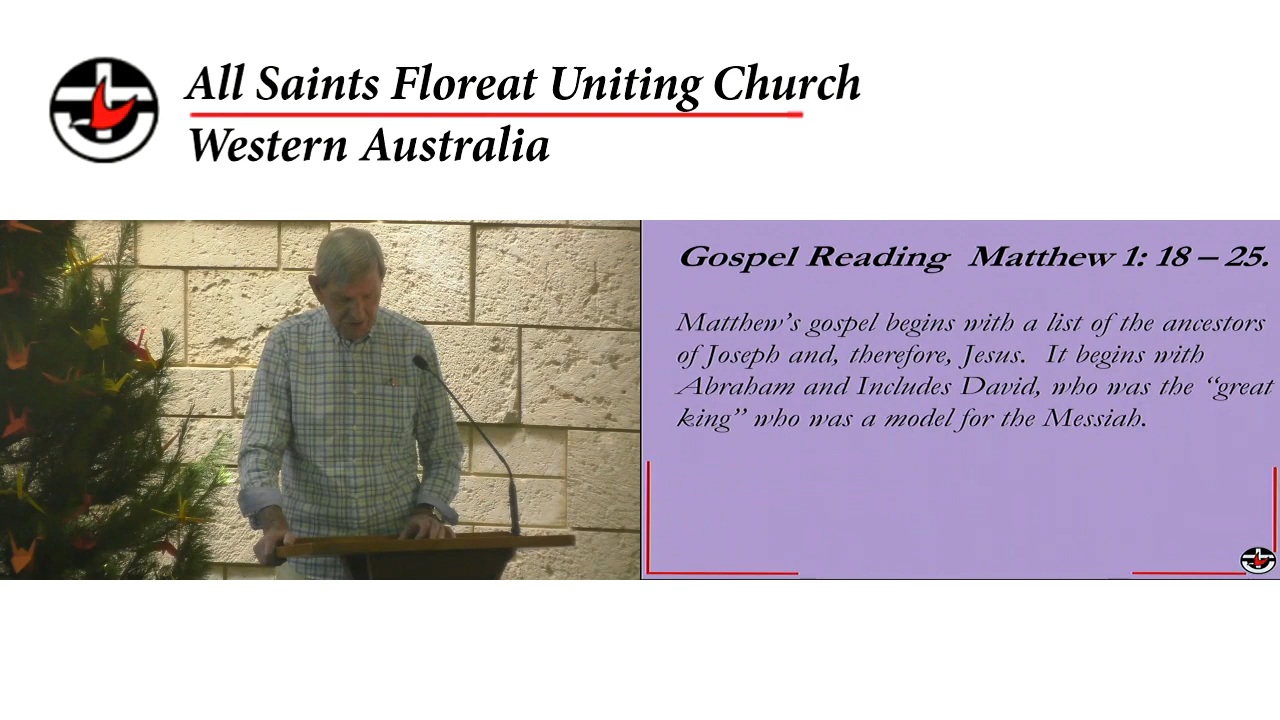 All Saints Floreat Uniting Church
Western Australia
Gospel Reading Matthew 1: 18 – 25.
Matthew’s gospel begins with a list of the ancestors
of Joseph and, therefore, Jesus. It begins with
Abraham and Includes David, who was the “great
king” who was a model for the Messiah.